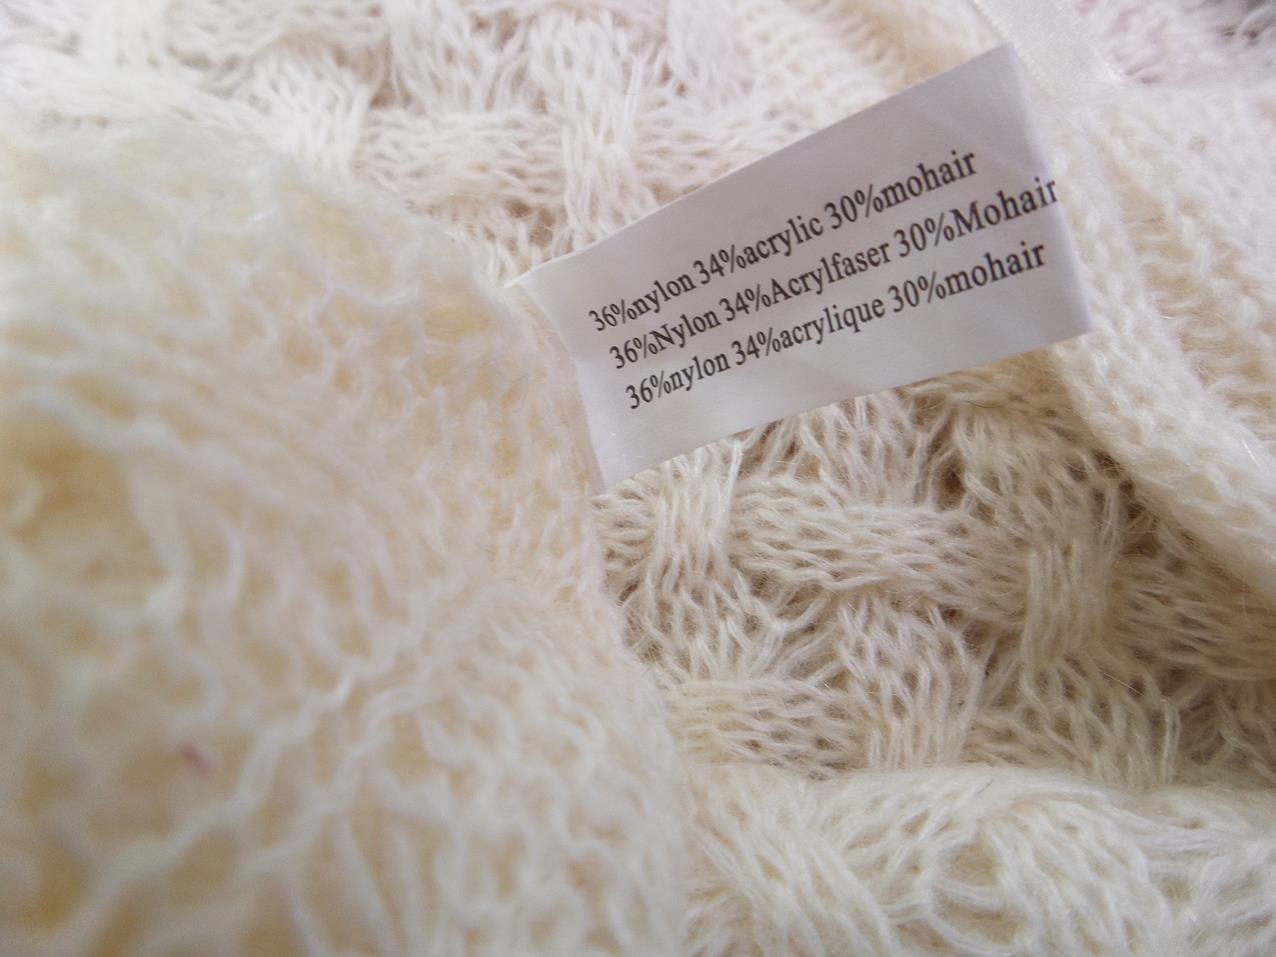 36%nylon 34%acrylic 30%mohair
36%Nylon 34%Acrylfaser 30%Mohair
36%nylon 34%acrylique 30%mohair